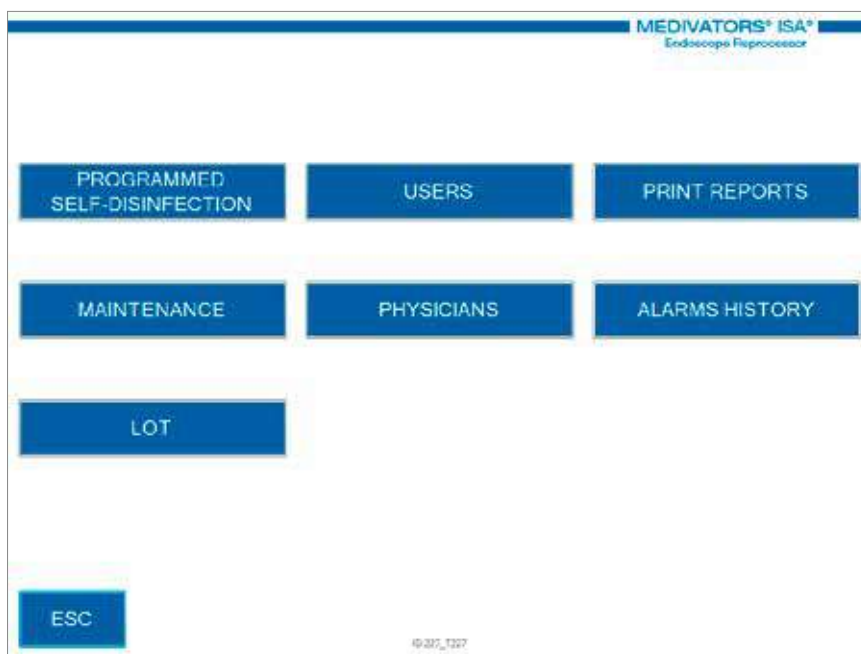 MEDIVATORS® ISA®
Endoscope Reprocessor
PROGRAMMED
SELF-DISINFECTION
USERS
PRINT REPORTS
MAINTENANCE
PHYSICIANS
ALARMS HISTORY
LOT
ESC